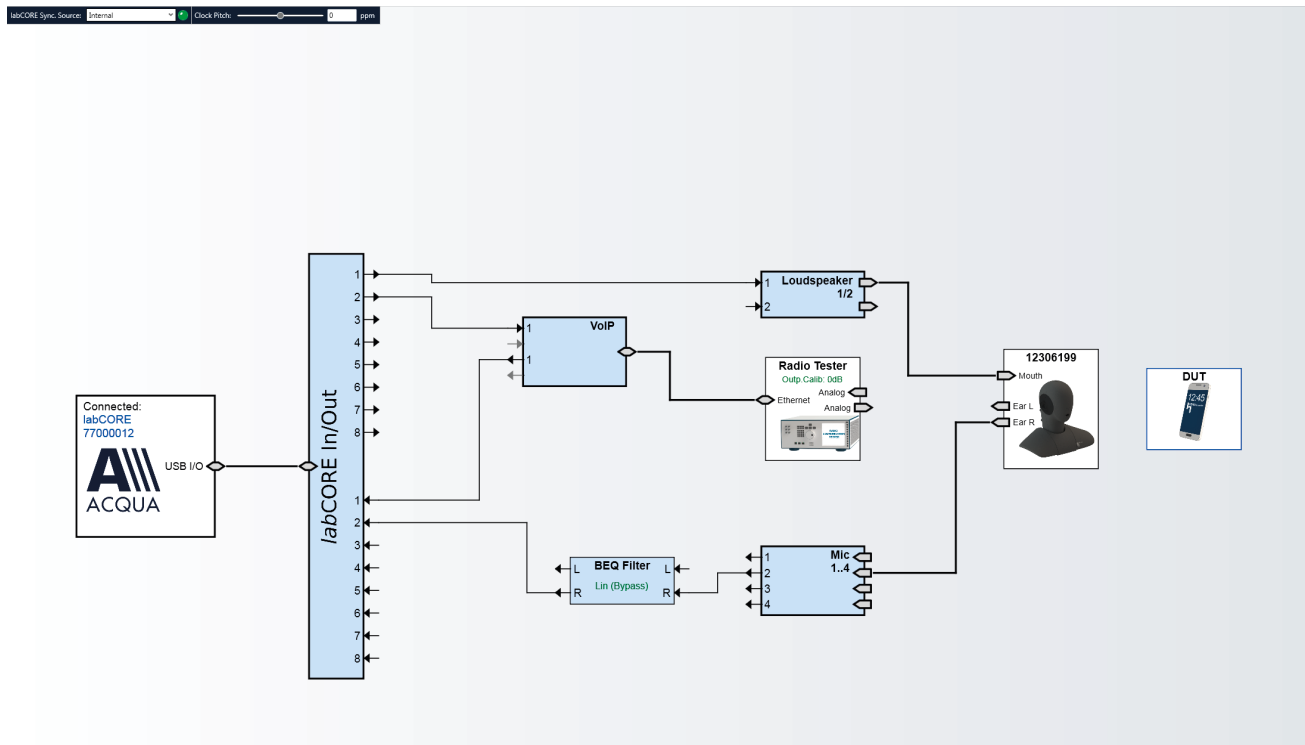 labCORE Sync. Source: Internal Clock Pitch: 0 ppm
Connected:
labCORE
77000012
USB I/O
ACQUA
labCORE In/Out
1
2
3
4
5
6
7
8
1
2
3
4
5
6
7
8
VoIP
1
1
Loudspeaker
1/2
1
2
Radio Tester
Outp.Calib: 0dB
Analog
Ethernet
Analog
BEQ Filter
L L
Lin (Bypass)
R R
Mic
1..4
1
2
3
4
12306199
Mouth
Ear L
Ear R
DUT
12:45